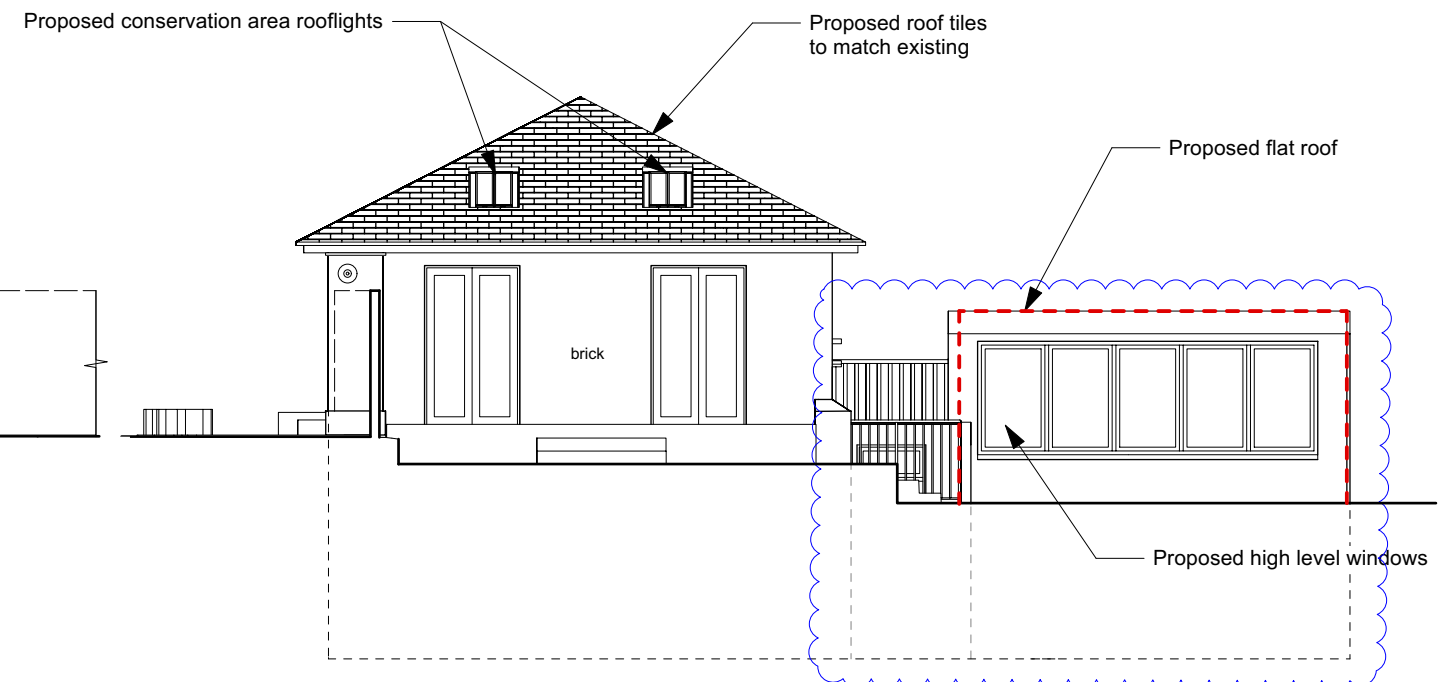 Proposed conservation area rooflights
Proposed roof tiles
to match existing
Proposed flat roof
brick
Proposed high level windows